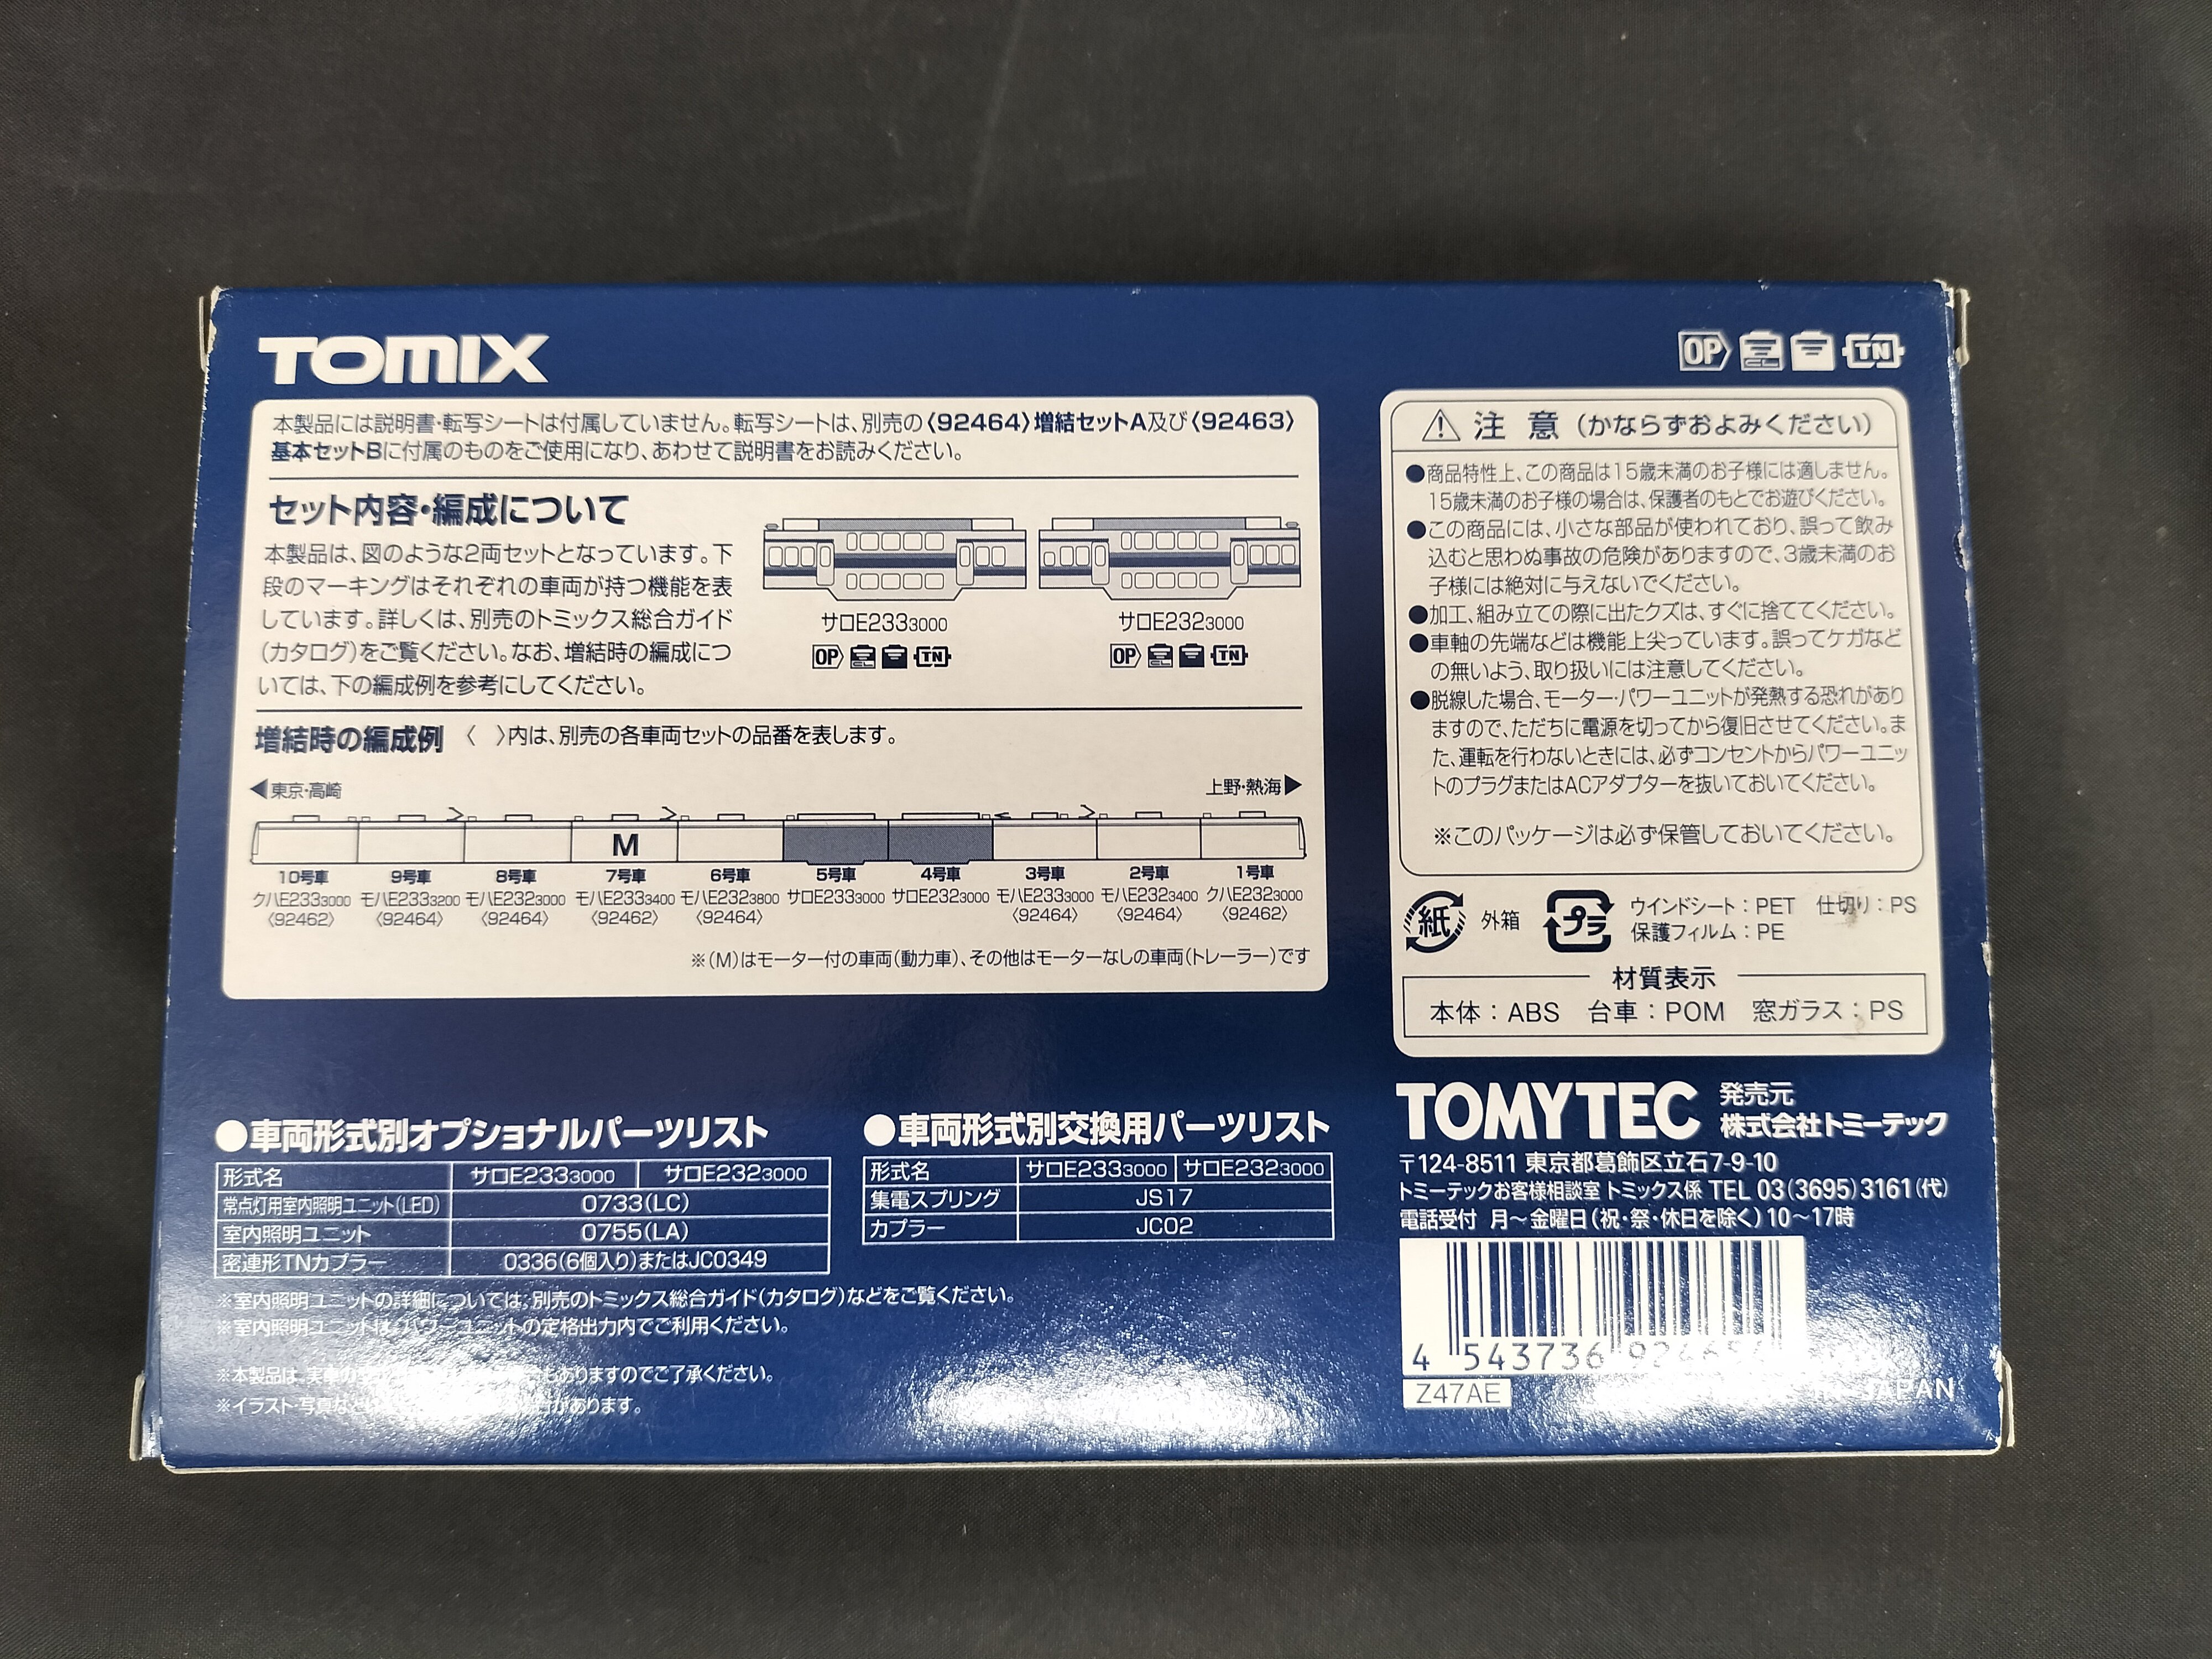 TOMIX
OP CL TN
本製品には説明書・転写シートは付属していません。転写シートは、別売の〈92464〉増結セットA及び〈92463〉
基本セットBに付属のものをご使用になり、あわせて説明書をお読みください。
セット内容・編成について
本製品は、図のような2両セットとなっています。下
段のマーキングはそれぞれの車両が持つ機能を表
しています。詳しくは、別売のトミックス総合ガイド
(カタログ)をご覧ください。なお、増結時の編成につ
いては、下の編成例を参考にしてください。
サロE2333000 サロE2323000
OP CL TN OP CL TN
増結時の編成例 〈 〉内は、別売の各車両セットの品番を表します。
◀東京・高崎 上野・熱海▶
M
10号車 9号車 8号車 7号車 6号車 5号車 4号車 3号車 2号車 1号車
クハE2333000 モハE2333200 モハE2323000 モハE2333400 モハE2323800 サロE2333000 サロE2323000 モハE2333000 モハE2323400 クハE2323000
〈92462〉 〈92464〉 〈92464〉 〈92462〉 〈92464〉 〈92464〉 〈92464〉 〈92462〉
※(M)はモーター付の車両(動力車)、その他はモーターなしの車両(トレーラー)です
⚠注 意(かならずおよみください)
●商品特性上、この商品は15歳未満のお子様には適しません。
15歳未満のお子様の場合は、保護者のもとでお遊びください。
●この商品には、小さな部品が使われており、誤って飲み
込むと思わぬ事故の危険がありますので、3歳未満のお
子様には絶対に与えないでください。
●加工、組み立ての際に出たクズは、すぐに捨ててください。
●車軸の先端などは機能上尖っています。誤ってケガなど
の無いよう、取り扱いには注意してください。
●脱線した場合、モーター・パワーユニットが発熱する恐れがあり
ますので、ただちに電源を切ってから復旧させてください。ま
た、運転を行わないときには、必ずコンセントからパワーユニッ
トのプラグまたはACアダプターを抜いておいてください。
※このパッケージは必ず保管しておいてください。
紙 外箱 プラ ウインドシート:PET 仕切り:PS
保護フィルム:PE
材質表示
本体:ABS 台車:POM 窓ガラス:PS
●車両形式別オプショナルパーツリスト
形式名 サロE2333000 サロE2323000
常点灯用室内照明ユニット(LED) 0733(LC)
室内照明ユニット 0755(LA)
密連形TNカプラー 0336(6個入り)またはJC0349
※室内照明ユニットの詳細については、別売のトミックス総合ガイド(カタログ)などをご覧ください。
※室内照明ユニットは、パワーユニットの定格出力内でご利用ください。
※本製品は、実車の もありますのでご了承ください。
※イラスト・写真など があります。
●車両形式別交換用パーツリスト
形式名 サロE2333000 サロE2323000
集電スプリング JS17
カプラー JC02
TOMYTEC 発売元
株式会社トミーテック
〒124-8511 東京都葛飾区立石7-9-10
トミーテックお客様相談室 トミックス係 TEL 03(3695)3161(代)
電話受付 月〜金曜日(祝・祭・休日を除く)10〜17時
4 543736
Z47AE
JAPAN